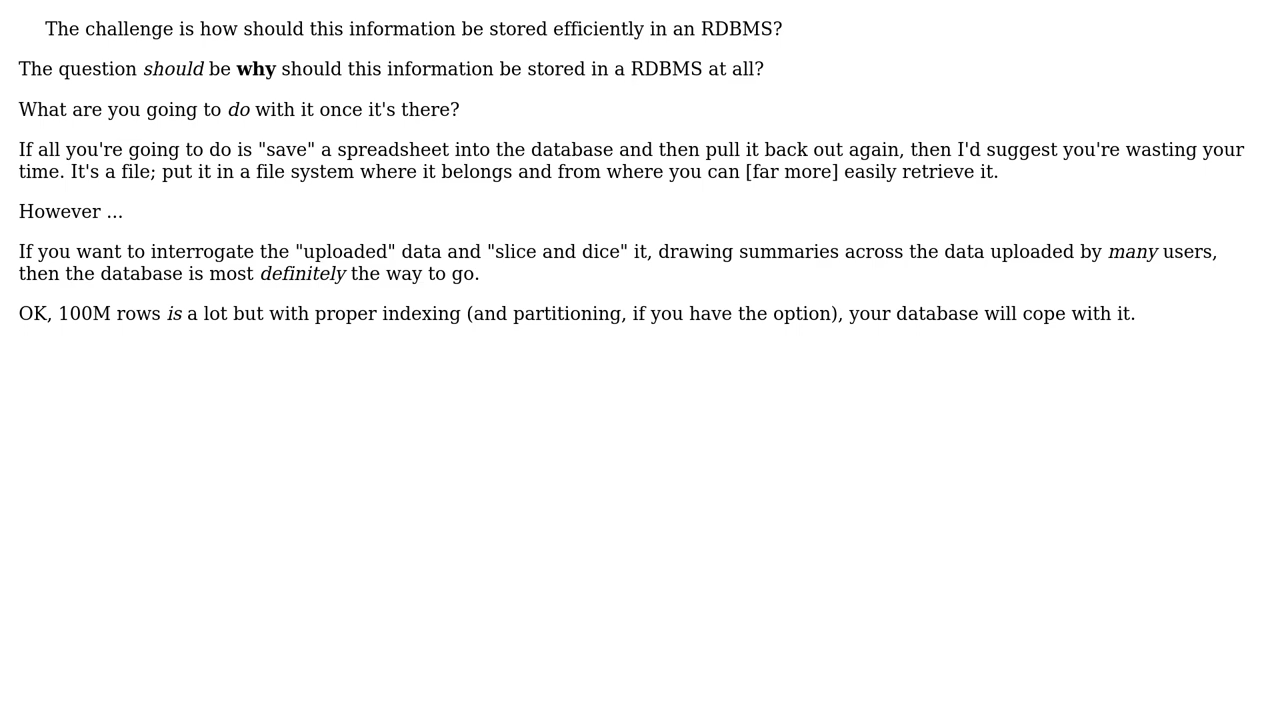 The challenge is how should this information be stored efficiently in an RDBMS?
The question should be why should this information be stored in a RDBMS at all?
What are you going to do with it once it's there?
If all you're going to do is "save" a spreadsheet into the database and then pull it back out again, then I'd suggest you're wasting your
time. It's a file; put it in a file system where it belongs and from where you can [far more] easily retrieve it.
However ...
If you want to interrogate the "uploaded" data and "slice and dice" it, drawing summaries across the data uploaded by many users,
then the database is most definitely the way to go.
OK, 100M rows is a lot but with proper indexing (and partitioning, if you have the option), your database will cope with it.